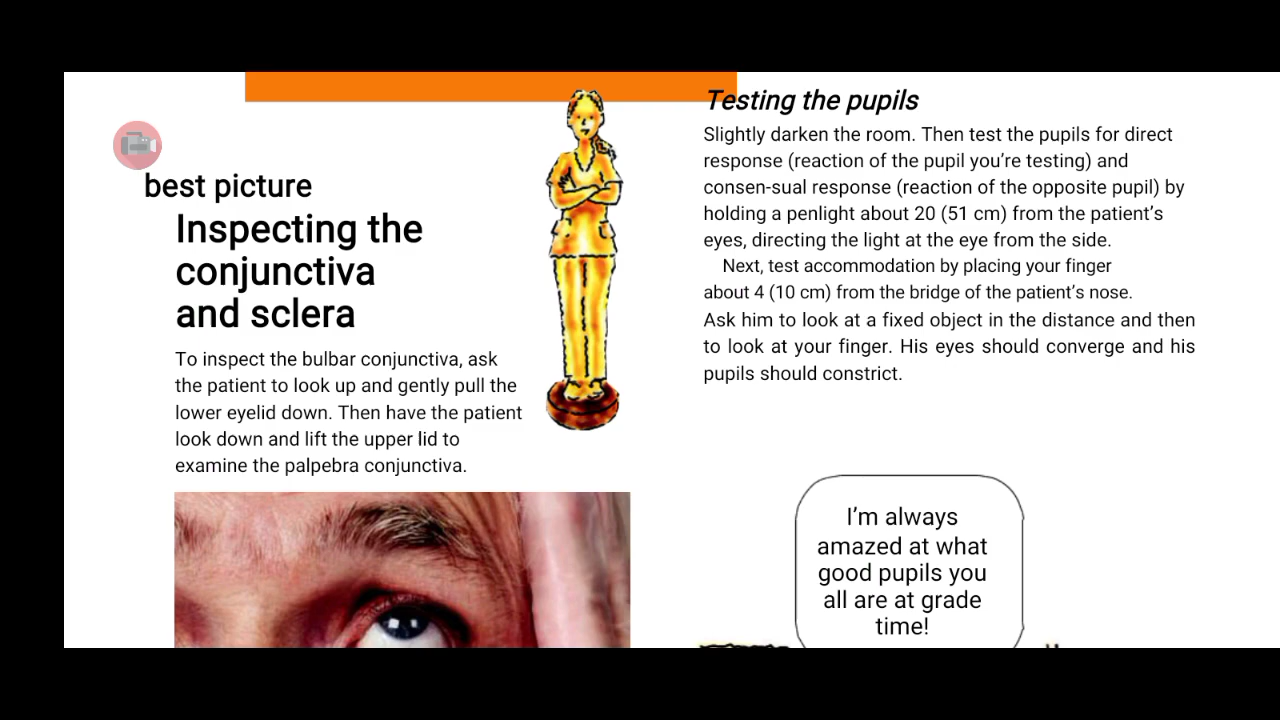 best picture
Inspecting the
conjunctiva
and sclera
To inspect the bulbar conjunctiva, ask
the patient to look up and gently pull the
lower eyelid down. Then have the patient
look down and lift the upper lid to
examine the palpebra conjunctiva.
Testing the pupils
Slightly darken the room. Then test the pupils for direct
response (reaction of the pupil you’re testing) and
consen-sual response (reaction of the opposite pupil) by
holding a penlight about 20 (51 cm) from the patient’s
eyes, directing the light at the eye from the side.
Next, test accommodation by placing your finger
about 4 (10 cm) from the bridge of the patient’s nose.
Ask him to look at a fixed object in the distance and then
to look at your finger. His eyes should converge and his
pupils should constrict.
I’m always
amazed at what
good pupils you
all are at grade
time!